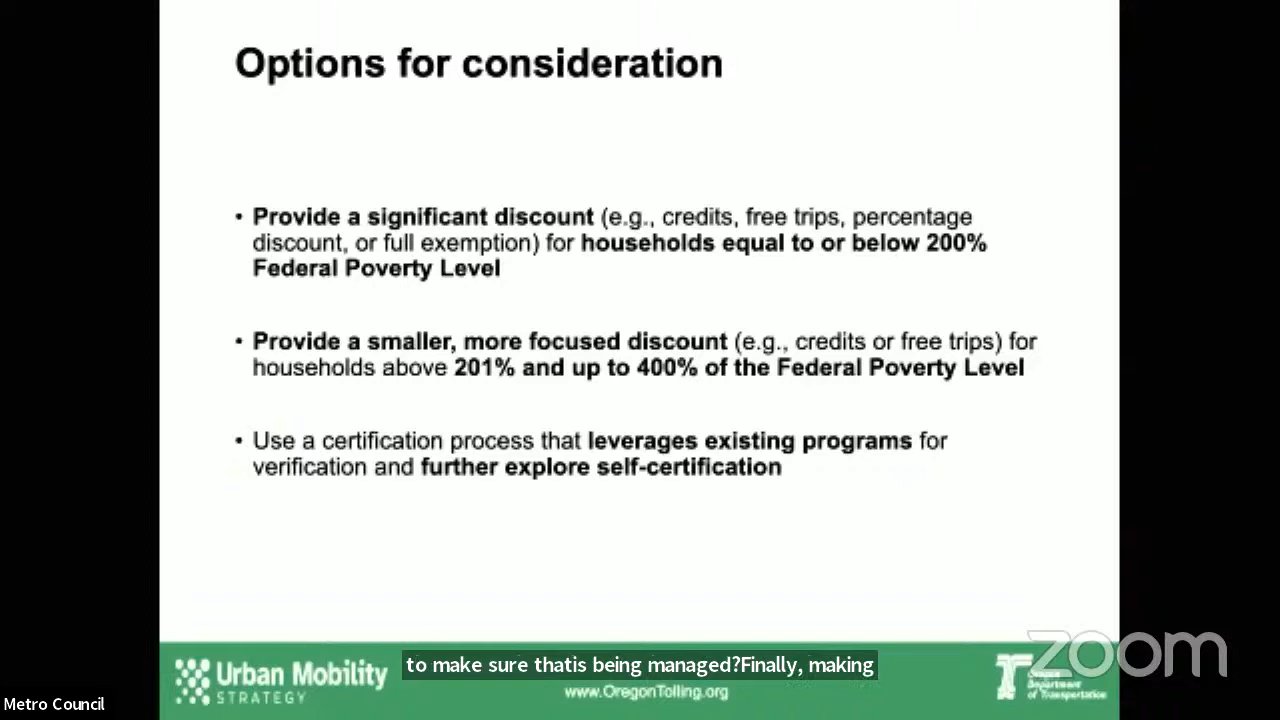 Options for consideration
• Provide a significant discount (e.g., credits, free trips, percentage
discount, or full exemption) for households equal to or below 200%
Federal Poverty Level
• Provide a smaller, more focused discount (e.g., credits or free trips) for
households above 201% and up to 400% of the Federal Poverty Level
• Use a certification process that leverages existing programs for
verification and further explore self-certification
Urban Mobility
STRATEGY
to make sure thatis being managed?Finally, making
www.OregonTolling.org
Oregon
Department
of Transportation
zoom
Metro Council